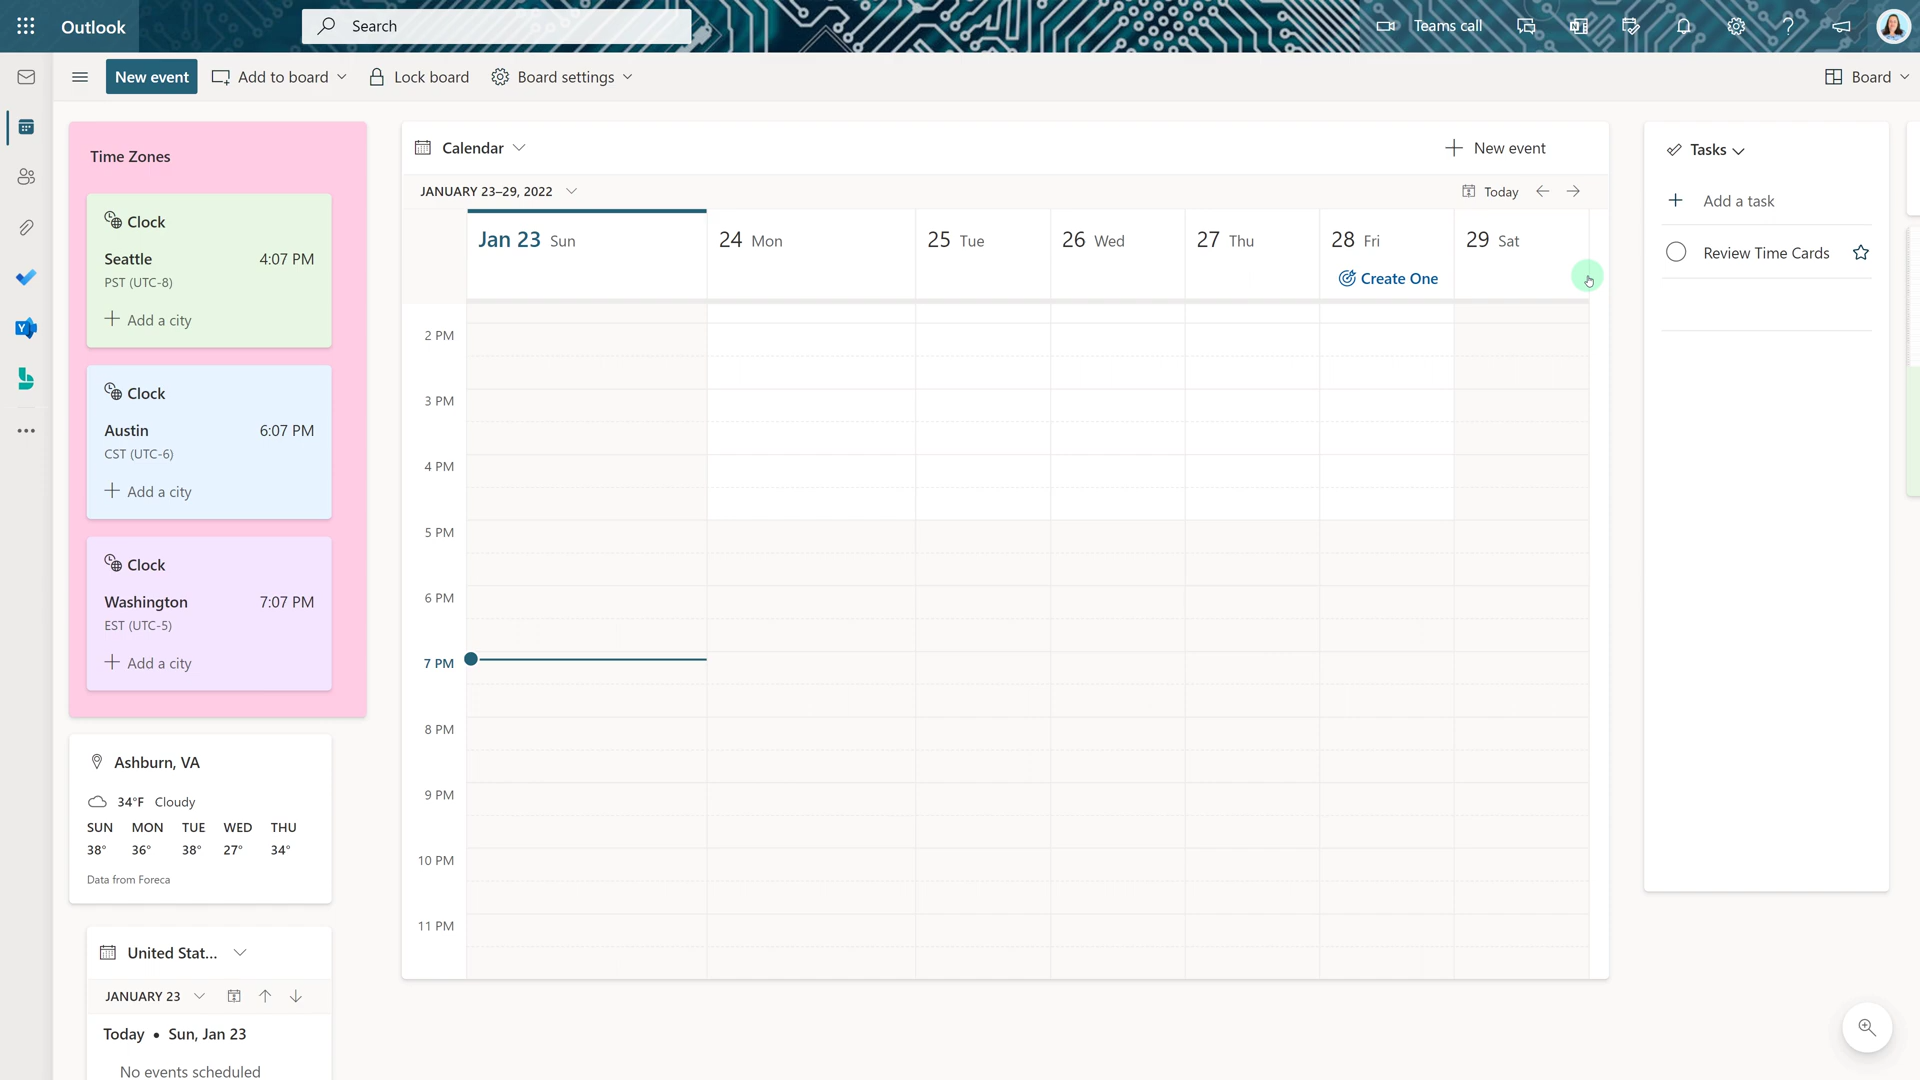 Outlook
Search
Teams call
New event
Add to board
Lock board
Board settings
Board
Time Zones
Clock
Seattle 4:07 PM
PST (UTC-8)
Add a city
Clock
Austin 6:07 PM
CST (UTC-6)
Add a city
Clock
Washington 7:07 PM
EST (UTC-5)
Add a city
Ashburn, VA
34°F Cloudy
SUN MON TUE WED THU
38° 36° 38° 27° 34°
Data from Foreca
United Stat...
JANUARY 23
Today • Sun, Jan 23
No events scheduled
Calendar
New event
JANUARY 23–29, 2022
Today
Jan 23 Sun
24 Mon
25 Tue
26 Wed
27 Thu
28 Fri
29 Sat
Create One
2 PM
3 PM
4 PM
5 PM
6 PM
7 PM
8 PM
9 PM
10 PM
11 PM
Tasks
Add a task
Review Time Cards